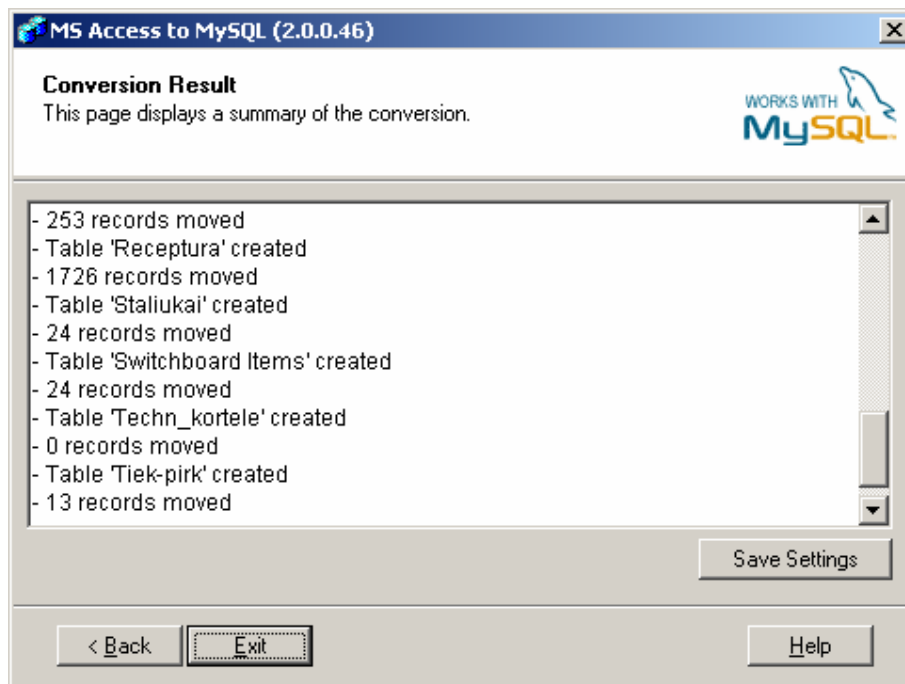 MS Access to MySQL (2.0.0.46)
Conversion Result
This page displays a summary of the conversion.
WORKS WITH
MySQL
- 253 records moved
- Table 'Receptura' created
- 1726 records moved
- Table 'Staliukai' created
- 24 records moved
- Table 'Switchboard Items' created
- 24 records moved
- Table 'Techn_kortele' created
- 0 records moved
- Table 'Tiek-pirk' created
- 13 records moved
Save Settings
< Back
Exit
Help